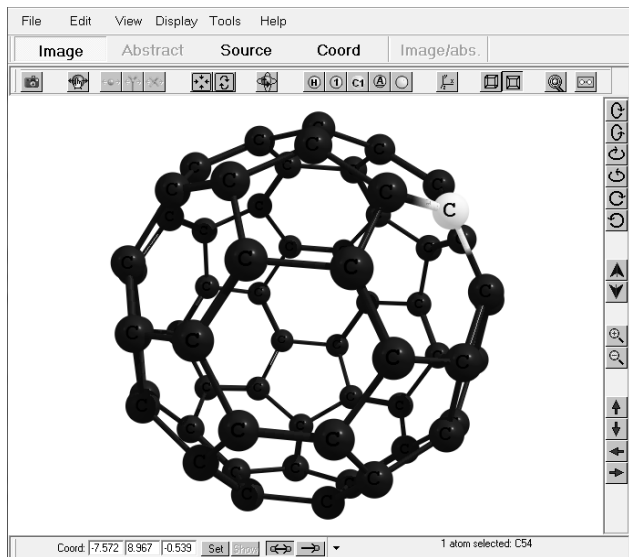 File Edit View Display Tools Help
Image Abstract Source Coord Image/abs.
H 1 C1 A
C
Coord: -7.572 8.967 -0.539 Set Show 1 atom selected: C54